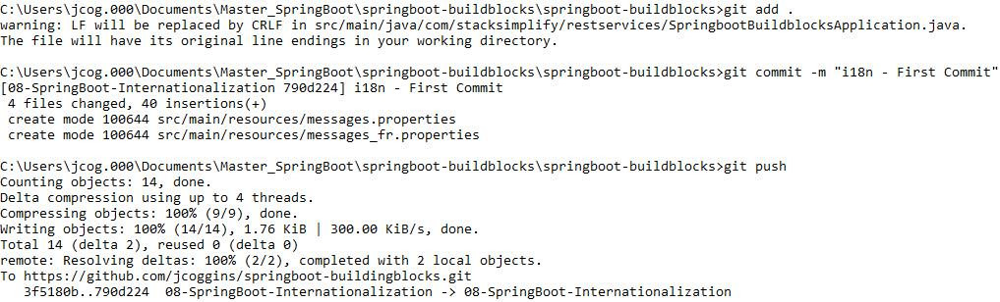 C:\Users\jcog.000\Documents\Master_SpringBoot\springboot-buildblocks\springboot-buildblocks>git add .
warning: LF will be replaced by CRLF in src/main/java/com/stacksimplify/restservices/SpringbootBuildblocksApplication.java.
The file will have its original line endings in your working directory.
C:\Users\jcog.000\Documents\Master_SpringBoot\springboot-buildblocks\springboot-buildblocks>git commit -m "i18n - First Commit"
[08-SpringBoot-Internationalization 790d224] i18n - First Commit
 4 files changed, 40 insertions(+)
 create mode 100644 src/main/resources/messages.properties
 create mode 100644 src/main/resources/messages_fr.properties
C:\Users\jcog.000\Documents\Master_SpringBoot\springboot-buildblocks\springboot-buildblocks>git push
Counting objects: 14, done.
Delta compression using up to 4 threads.
Compressing objects: 100% (9/9), done.
Writing objects: 100% (14/14), 1.76 KiB | 300.00 KiB/s, done.
Total 14 (delta 2), reused 0 (delta 0)
remote: Resolving deltas: 100% (2/2), completed with 2 local objects.
To https://github.com/jcoggins/springboot-buildingblocks.git
   3f5180b..790d224  08-SpringBoot-Internationalization -> 08-SpringBoot-Internationalization